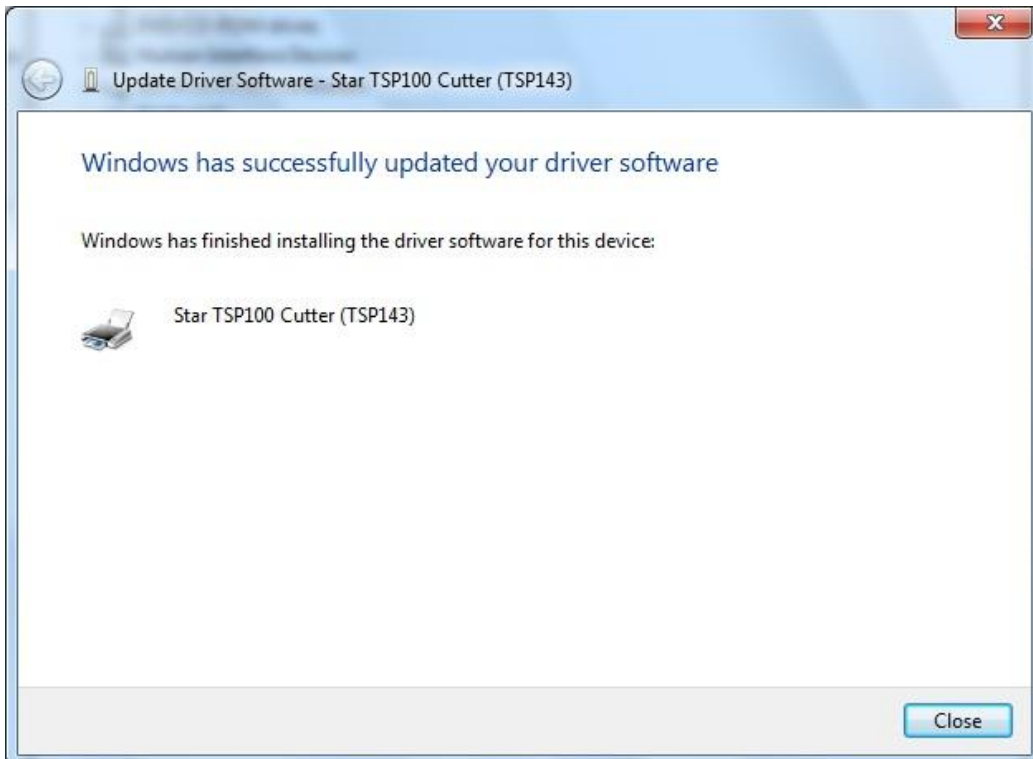 Update Driver Software - Star TSP100 Cutter (TSP143)
Windows has successfully updated your driver software
Windows has finished installing the driver software for this device:
Star TSP100 Cutter (TSP143)
Close